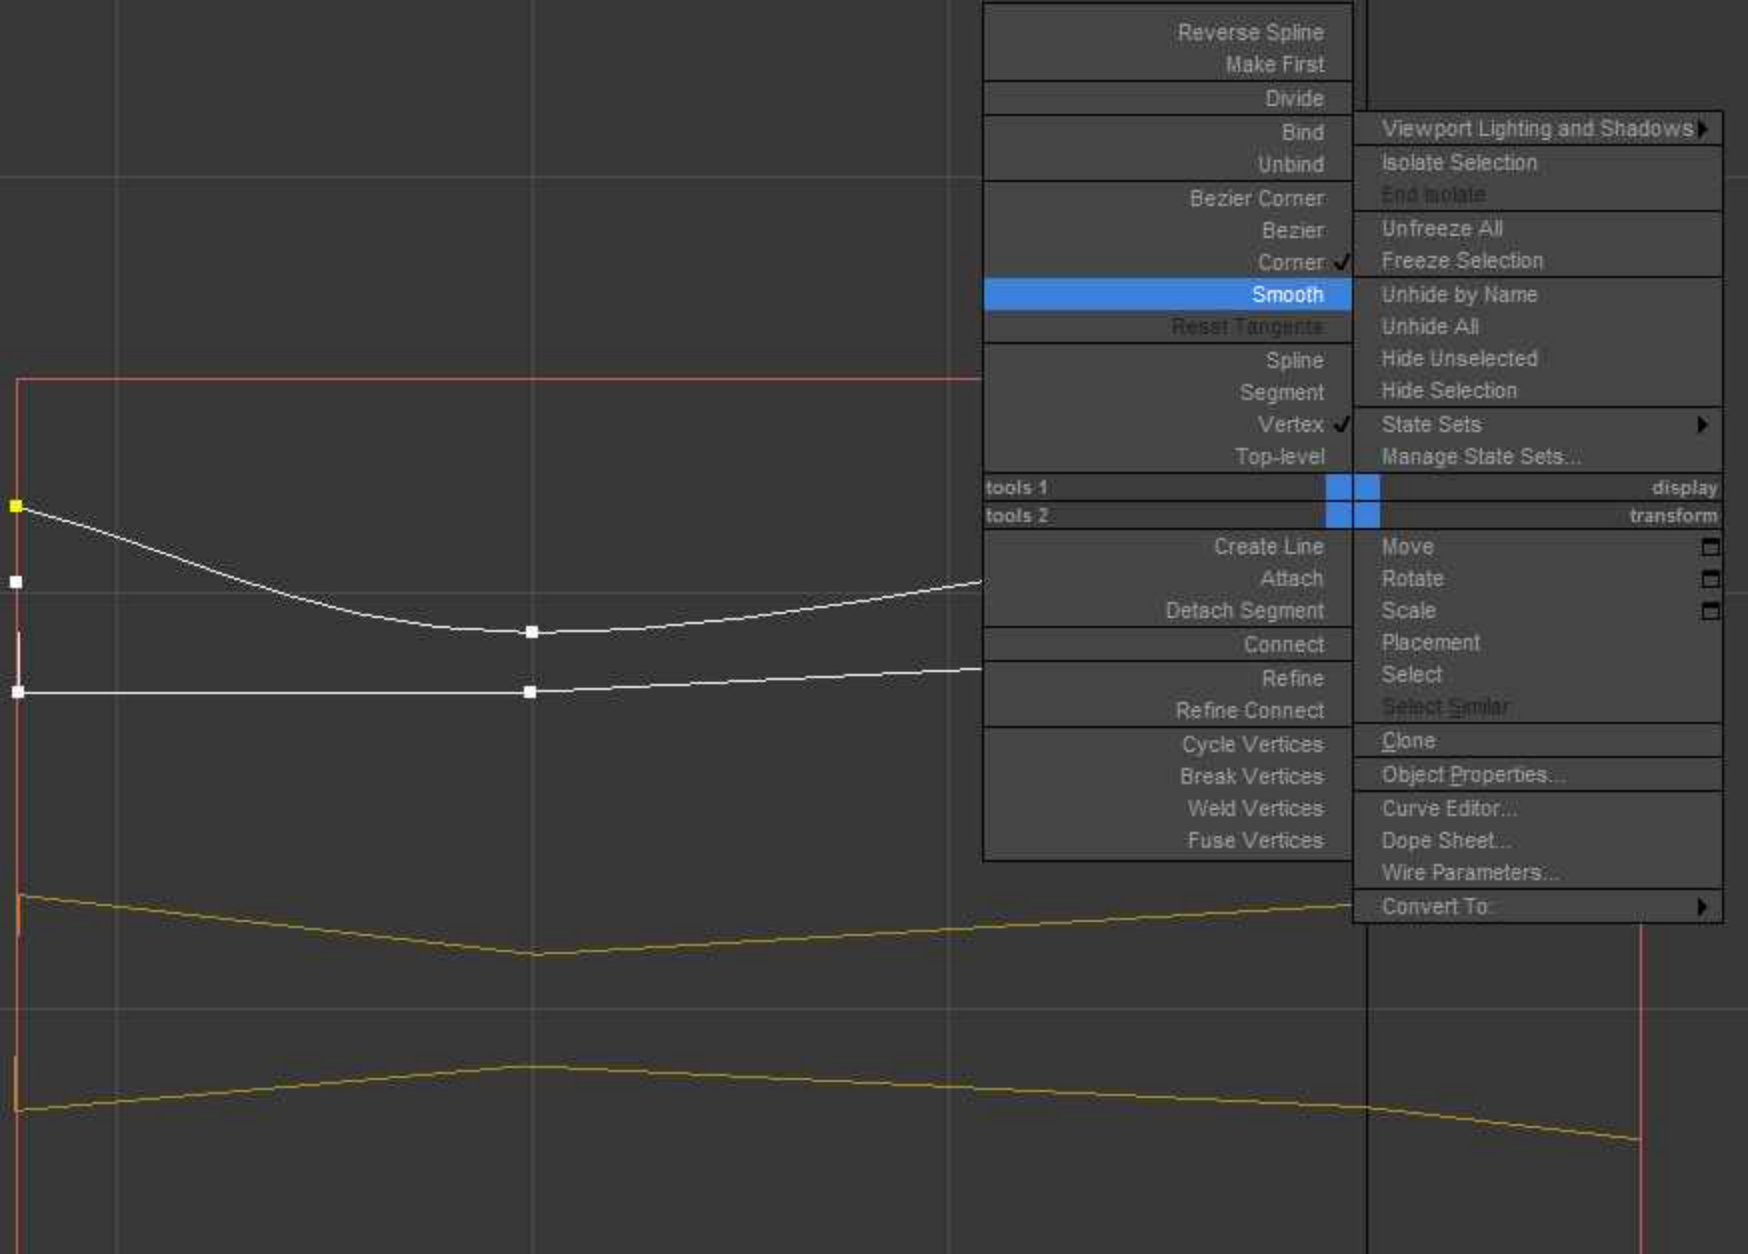 Reverse Spline
Make First
Divide
Bind
Unbind
Bezier Corner
Bezier
Corner
Smooth
Reset Tangents
Spline
Segment
Vertex
Top-level
tools 1
tools 2
Create Line
Attach
Detach Segment
Connect
Refine
Refine Connect
Cycle Vertices
Break Vertices
Weld Vertices
Fuse Vertices
Viewport Lighting and Shadows
Isolate Selection
End Isolate
Unfreeze All
Freeze Selection
Unhide by Name
Unhide All
Hide Unselected
Hide Selection
State Sets
Manage State Sets...
display
transform
Move
Rotate
Scale
Placement
Select
Select Similar
Clone
Object Properties...
Curve Editor...
Dope Sheet...
Wire Parameters...
Convert To: